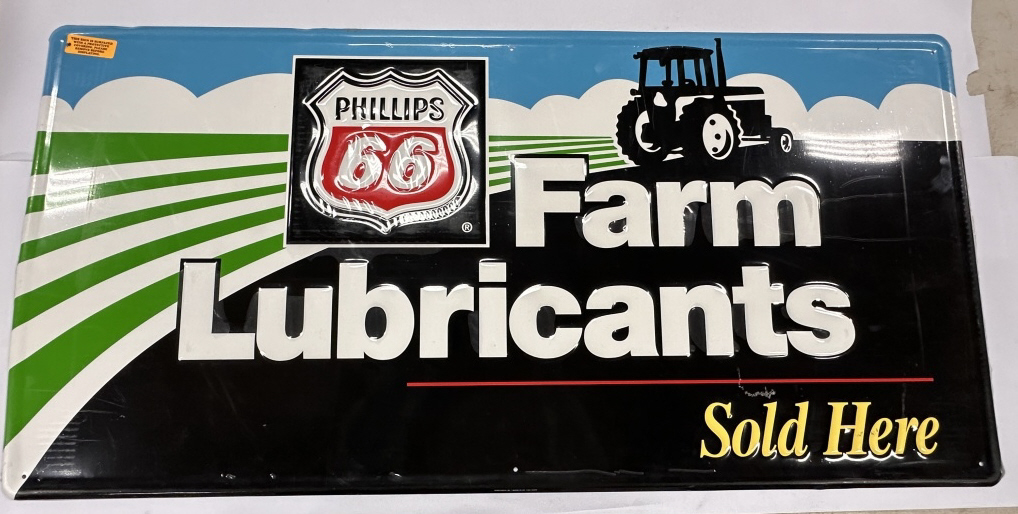 PHILLIPS
66
®
Farm
Lubricants
Sold Here